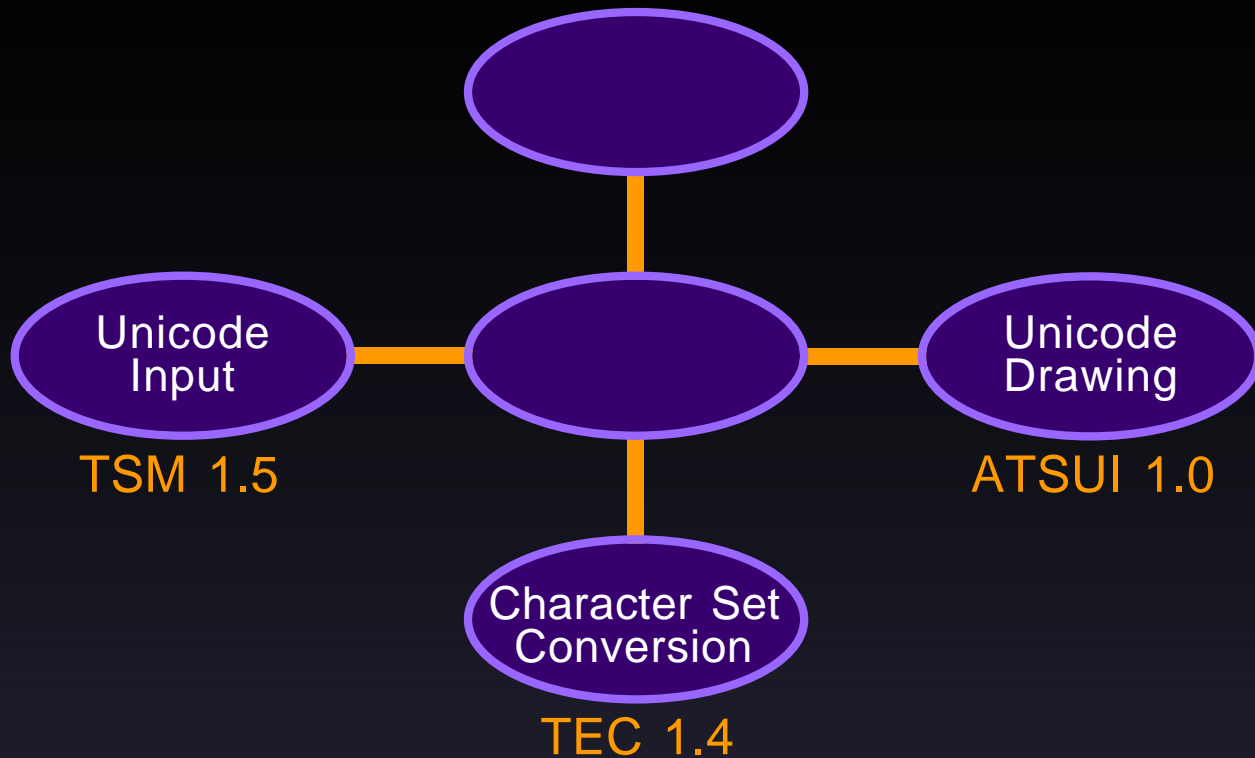 Unicode
Input
TSM 1.5
Unicode
Drawing
ATSUI 1.0
Character Set
Conversion
TEC 1.4